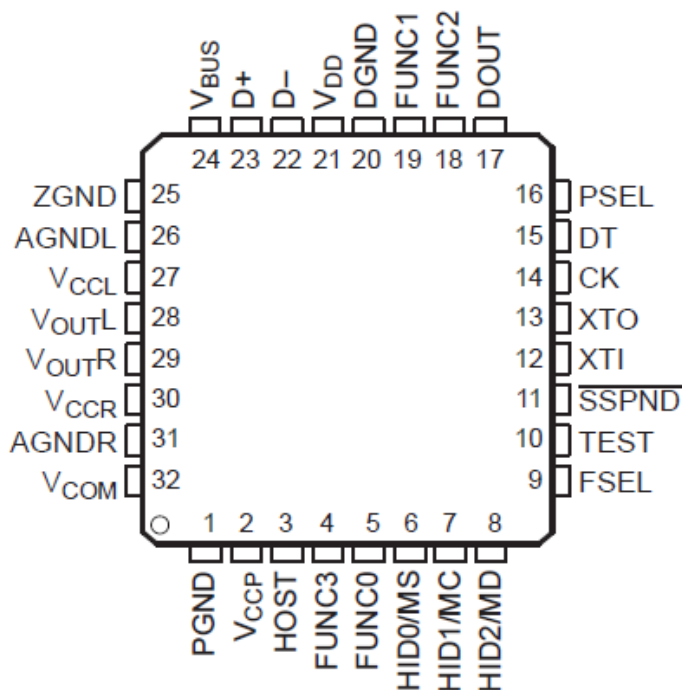 VBUS D+ D– VDD DGND FUNC1 FUNC2 DOUT
24 23 22 21 20 19 18 17
ZGND 25 16 PSEL
AGNDL 26 15 DT
VCCL 27 14 CK
VOUTL 28 13 XTO
VOUTR 29 12 XTI
VCCR 30 11 SSPND
AGNDR 31 10 TEST
VCOM 32 9 FSEL
1 2 3 4 5 6 7 8
PGND VCCP HOST FUNC3 FUNC0 HID0/MS HID1/MC HID2/MD